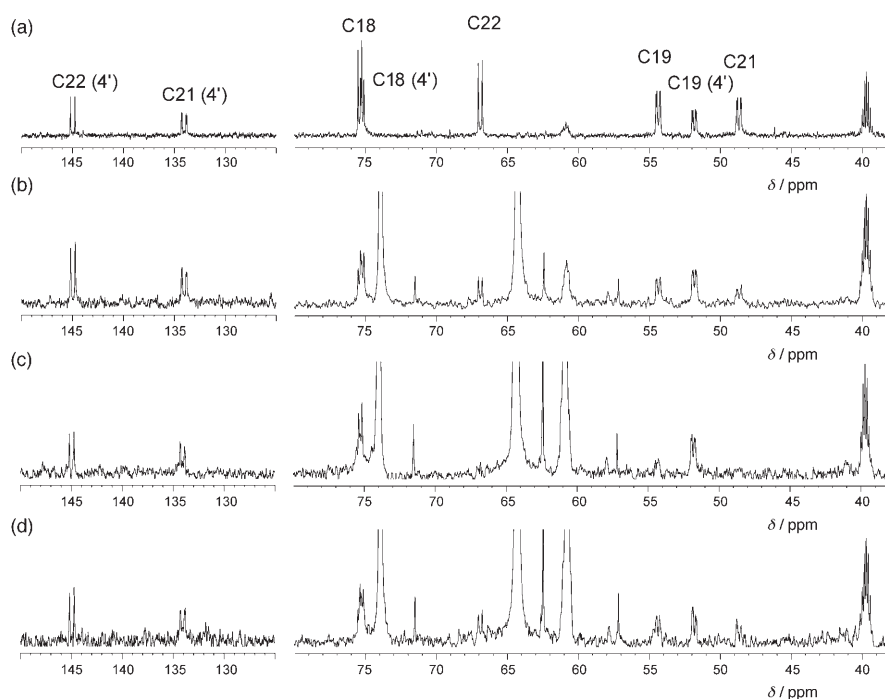 (a)
C22 (4')
C21 (4')
C18
C18 (4')
C22
C19
C19 (4')
C21
145 140 135 130 75 70 65 60 55 50 45 40
δ / ppm
(b)
145 140 135 130 75 70 65 60 55 50 45 40
δ / ppm
(c)
145 140 135 130 75 70 65 60 55 50 45 40
δ / ppm
(d)
145 140 135 130 75 70 65 60 55 50 45 40
δ / ppm